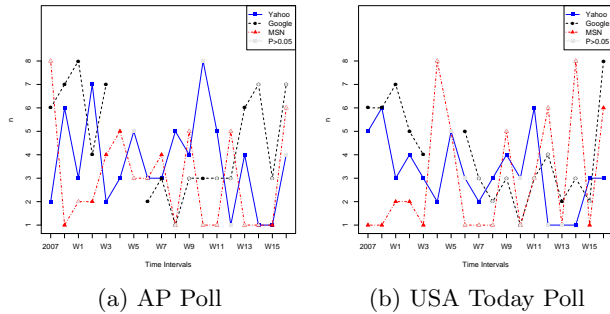 Yahoo
Google
MSN
P>0.05
n
8
7
6
5
4
3
2
1
2007 W1 W3 W5 W7 W9 W11 W13 W15
Time Intervals
(a) AP Poll
Yahoo
Google
MSN
P>0.05
n
8
7
6
5
4
3
2
1
2007 W1 W3 W5 W7 W9 W11 W13 W15
Time Intervals
(b) USA Today Poll